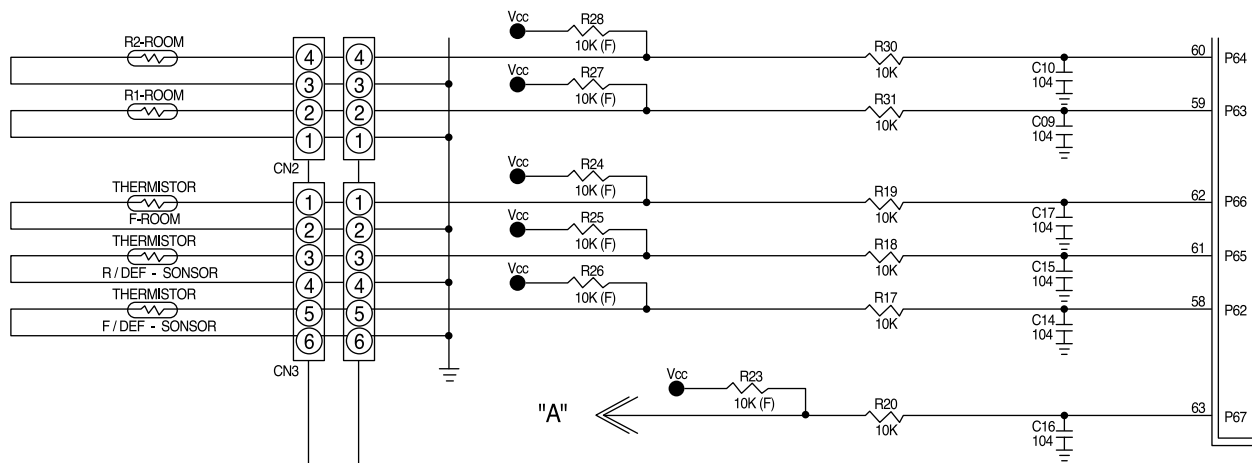 Vcc R28
10K (F)
R2-ROOM 4 4 R30 60 P64
10K C10
104
3 3 Vcc R27
10K (F)
R1-ROOM 2 2 R31 59 P63
10K C09
104
1 1
CN2
Vcc R24
10K (F)
THERMISTOR 1 1 R19 62 P66
F-ROOM 10K C17
104
2 2 Vcc R25
10K (F)
THERMISTOR 3 3 R18 61 P65
R / DEF - SONSOR 10K C15
104
4 4 Vcc R26
10K (F)
THERMISTOR 5 5 R17 58 P62
F / DEF - SONSOR 10K C14
104
6 6
CN3
Vcc R23
10K (F)
"A" R20 63 P67
10K C16
104